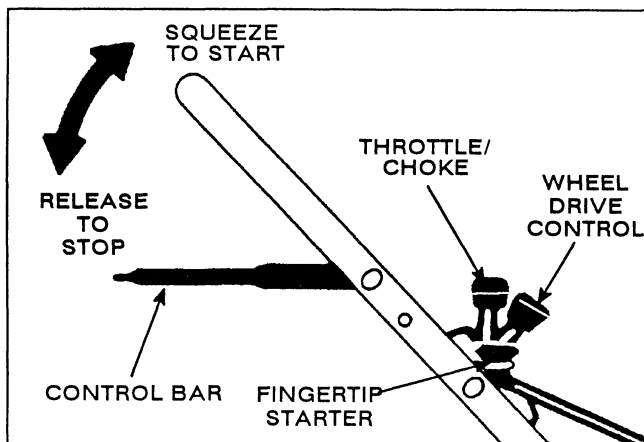 SQUEEZE
TO START
THROTTLE/
CHOKE
WHEEL
DRIVE
CONTROL
RELEASE
TO
STOP
CONTROL BAR
FINGERTIP
STARTER